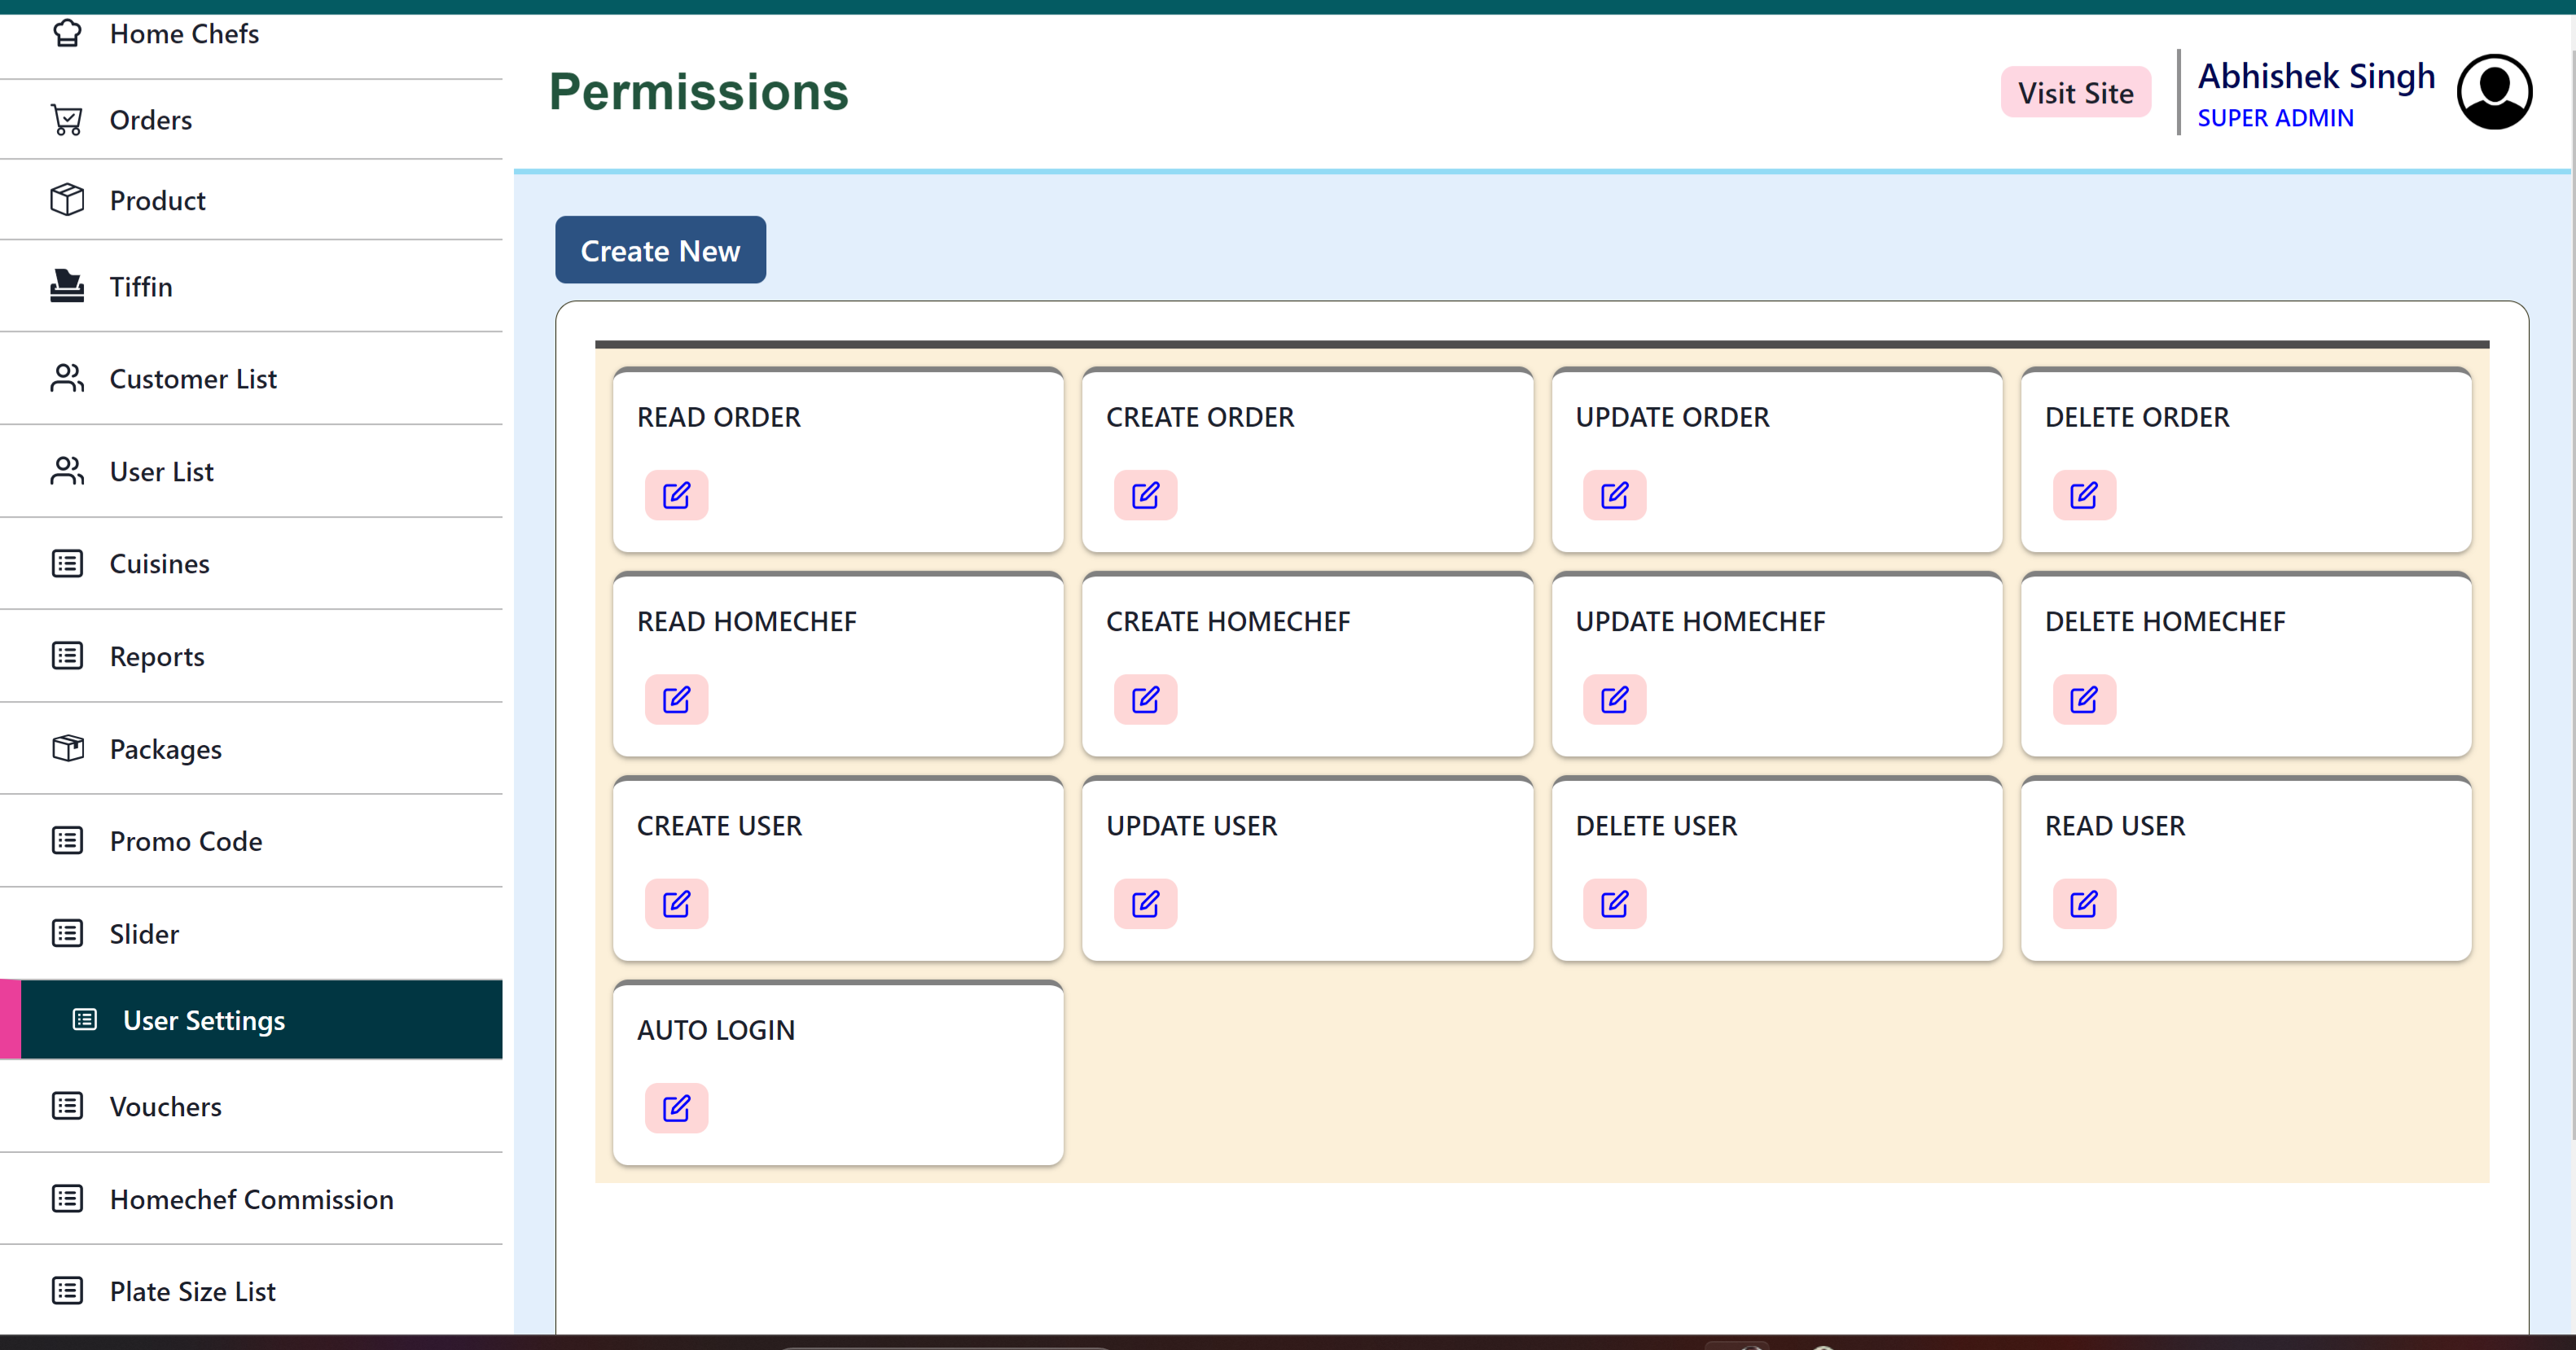 Home Chefs
Orders
Product
Tiffin
Customer List
User List
Cuisines
Reports
Packages
Promo Code
Slider
User Settings
Vouchers
Homechef Commission
Plate Size List
Permissions
Visit Site
Abhishek Singh
SUPER ADMIN
Create New
READ ORDER
CREATE ORDER
UPDATE ORDER
DELETE ORDER
READ HOMECHEF
CREATE HOMECHEF
UPDATE HOMECHEF
DELETE HOMECHEF
CREATE USER
UPDATE USER
DELETE USER
READ USER
AUTO LOGIN